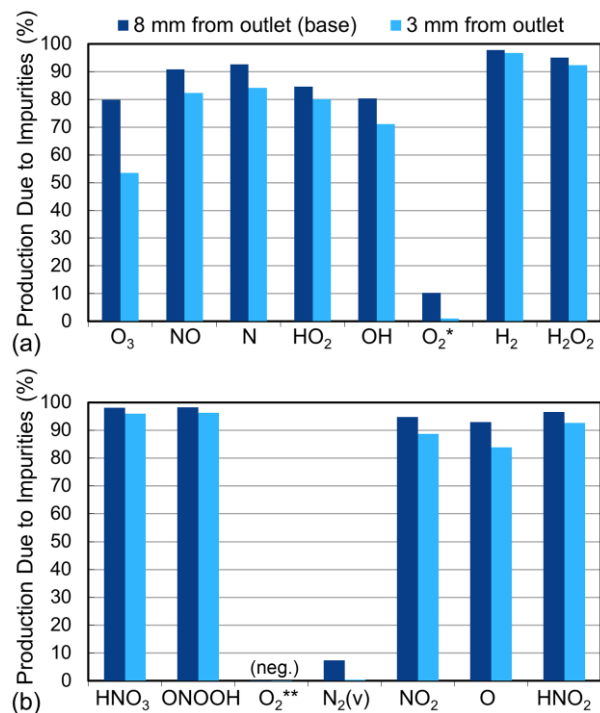 8 mm from outlet (base) 3 mm from outlet
Production Due to Impurities (%)
100
90
80
70
60
50
40
30
20
10
0
O₃ NO N HO₂ OH O₂* H₂ H₂O₂
(a)
Production Due to Impurities (%)
100
90
80
70
60
50
40
30
20
10
0
(neg.)
HNO₃ ONOOH O₂** N₂(v) NO₂ O HNO₂
(b)